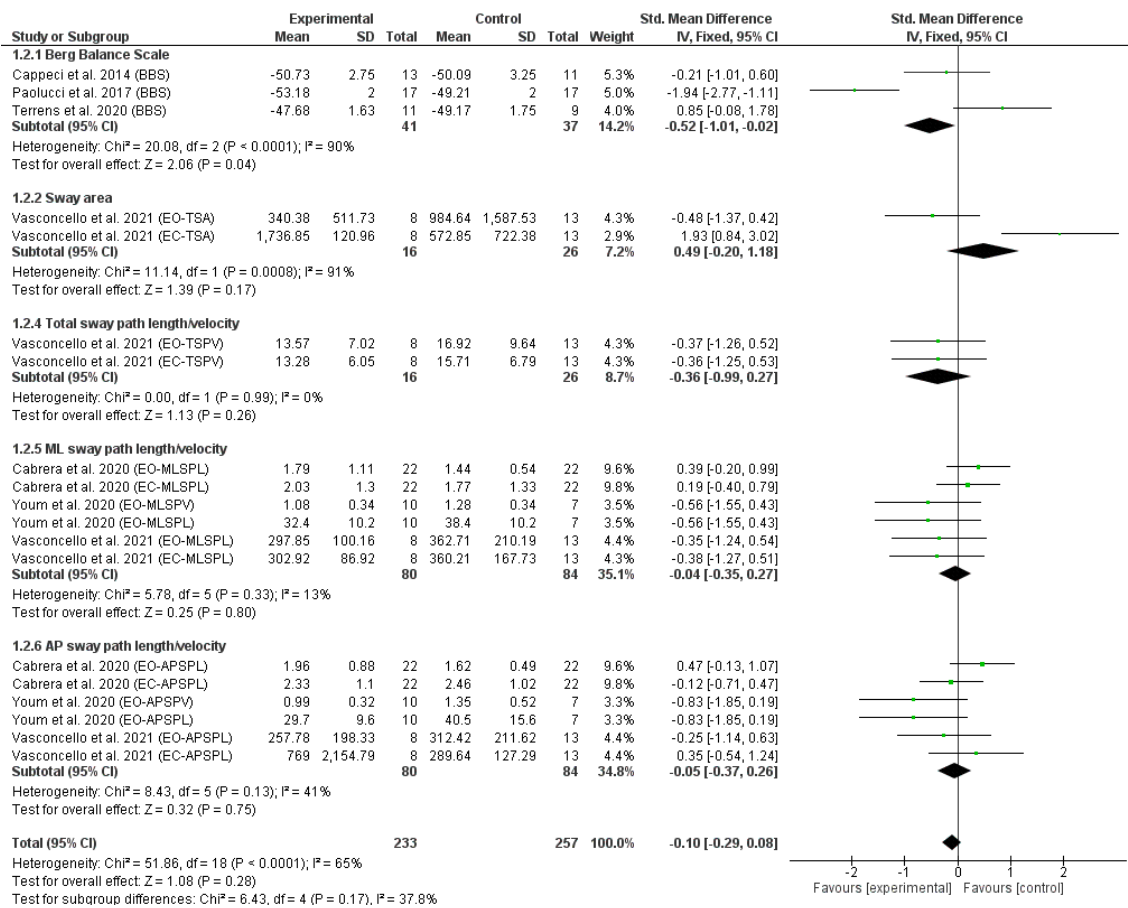 Experimental Control Std. Mean Difference Std. Mean Difference
Study or Subgroup Mean SD Total Mean SD Total Weight IV, Fixed, 95% CI IV, Fixed, 95% CI
1.2.1 Berg Balance Scale
Cappeci et al. 2014 (BBS) -50.73 2.75 13 -50.09 3.25 11 5.3% -0.21 [-1.01, 0.60]
Paolucci et al. 2017 (BBS) -53.18 2 17 -49.21 2 17 5.0% -1.94 [-2.77, -1.11]
Terrens et al. 2020 (BBS) -47.68 1.63 11 -49.17 1.75 9 4.0% 0.85 [-0.08, 1.78]
Subtotal (95% CI) 41 37 14.2% -0.52 [-1.01, -0.02]
Heterogeneity: Chi² = 20.08, df = 2 (P < 0.0001); I² = 90%
Test for overall effect: Z = 2.06 (P = 0.04)
1.2.2 Sway area
Vasconcello et al. 2021 (EO-TSA) 340.38 511.73 8 984.64 1,587.53 13 4.3% -0.48 [-1.37, 0.42]
Vasconcello et al. 2021 (EC-TSA) 1,736.85 120.96 8 572.85 722.38 13 2.9% 1.93 [0.84, 3.02]
Subtotal (95% CI) 16 26 7.2% 0.49 [-0.20, 1.18]
Heterogeneity: Chi² = 11.14, df = 1 (P = 0.0008); I² = 91%
Test for overall effect: Z = 1.39 (P = 0.17)
1.2.4 Total sway path length/velocity
Vasconcello et al. 2021 (EO-TSPV) 13.57 7.02 8 16.92 9.64 13 4.3% -0.37 [-1.26, 0.52]
Vasconcello et al. 2021 (EC-TSPV) 13.28 6.05 8 15.71 6.79 13 4.3% -0.36 [-1.25, 0.53]
Subtotal (95% CI) 16 26 8.7% -0.36 [-0.99, 0.27]
Heterogeneity: Chi² = 0.00, df = 1 (P = 0.99); I² = 0%
Test for overall effect: Z = 1.13 (P = 0.26)
1.2.5 ML sway path length/velocity
Cabrera et al. 2020 (EO-MLSPL) 1.79 1.11 22 1.44 0.54 22 9.6% 0.39 [-0.20, 0.99]
Cabrera et al. 2020 (EC-MLSPL) 2.03 1.3 22 1.77 1.33 22 9.8% 0.19 [-0.40, 0.79]
Youm et al. 2020 (EO-MLSPV) 1.08 0.34 10 1.28 0.34 7 3.5% -0.56 [-1.55, 0.43]
Youm et al. 2020 (EO-MLSPL) 32.4 10.2 10 38.4 10.2 7 3.5% -0.56 [-1.55, 0.43]
Vasconcello et al. 2021 (EO-MLSPL) 297.85 100.16 8 362.71 210.19 13 4.4% -0.35 [-1.24, 0.54]
Vasconcello et al. 2021 (EC-MLSPL) 302.92 86.92 8 360.21 167.73 13 4.3% -0.38 [-1.27, 0.51]
Subtotal (95% CI) 80 84 35.1% -0.04 [-0.35, 0.27]
Heterogeneity: Chi² = 5.78, df = 5 (P = 0.33); I² = 13%
Test for overall effect: Z = 0.25 (P = 0.80)
1.2.6 AP sway path length/velocity
Cabrera et al. 2020 (EO-APSPL) 1.96 0.88 22 1.62 0.49 22 9.6% 0.47 [-0.13, 1.07]
Cabrera et al. 2020 (EC-APSPL) 2.33 1.1 22 2.46 1.02 22 9.8% -0.12 [-0.71, 0.47]
Youm et al. 2020 (EO-APSPV) 0.99 0.32 10 1.35 0.52 7 3.3% -0.83 [-1.85, 0.19]
Youm et al. 2020 (EO-APSPL) 29.7 9.6 10 40.5 15.6 7 3.3% -0.83 [-1.85, 0.19]
Vasconcello et al. 2021 (EO-APSPL) 257.78 198.33 8 312.42 211.62 13 4.4% -0.25 [-1.14, 0.63]
Vasconcello et al. 2021 (EC-APSPL) 769 2,154.79 8 289.64 127.29 13 4.4% 0.35 [-0.54, 1.24]
Subtotal (95% CI) 80 84 34.8% -0.05 [-0.37, 0.26]
Heterogeneity: Chi² = 8.43, df = 5 (P = 0.13); I² = 41%
Test for overall effect: Z = 0.32 (P = 0.75)
Total (95% CI) 233 257 100.0% -0.10 [-0.29, 0.08]
Heterogeneity: Chi² = 51.86, df = 18 (P < 0.0001); I² = 65%
Test for overall effect: Z = 1.08 (P = 0.28)
Test for subgroup differences: Chi² = 6.43, df = 4 (P = 0.17), I² = 37.8%
-2 -1 0 1 2
Favours [experimental] Favours [control]